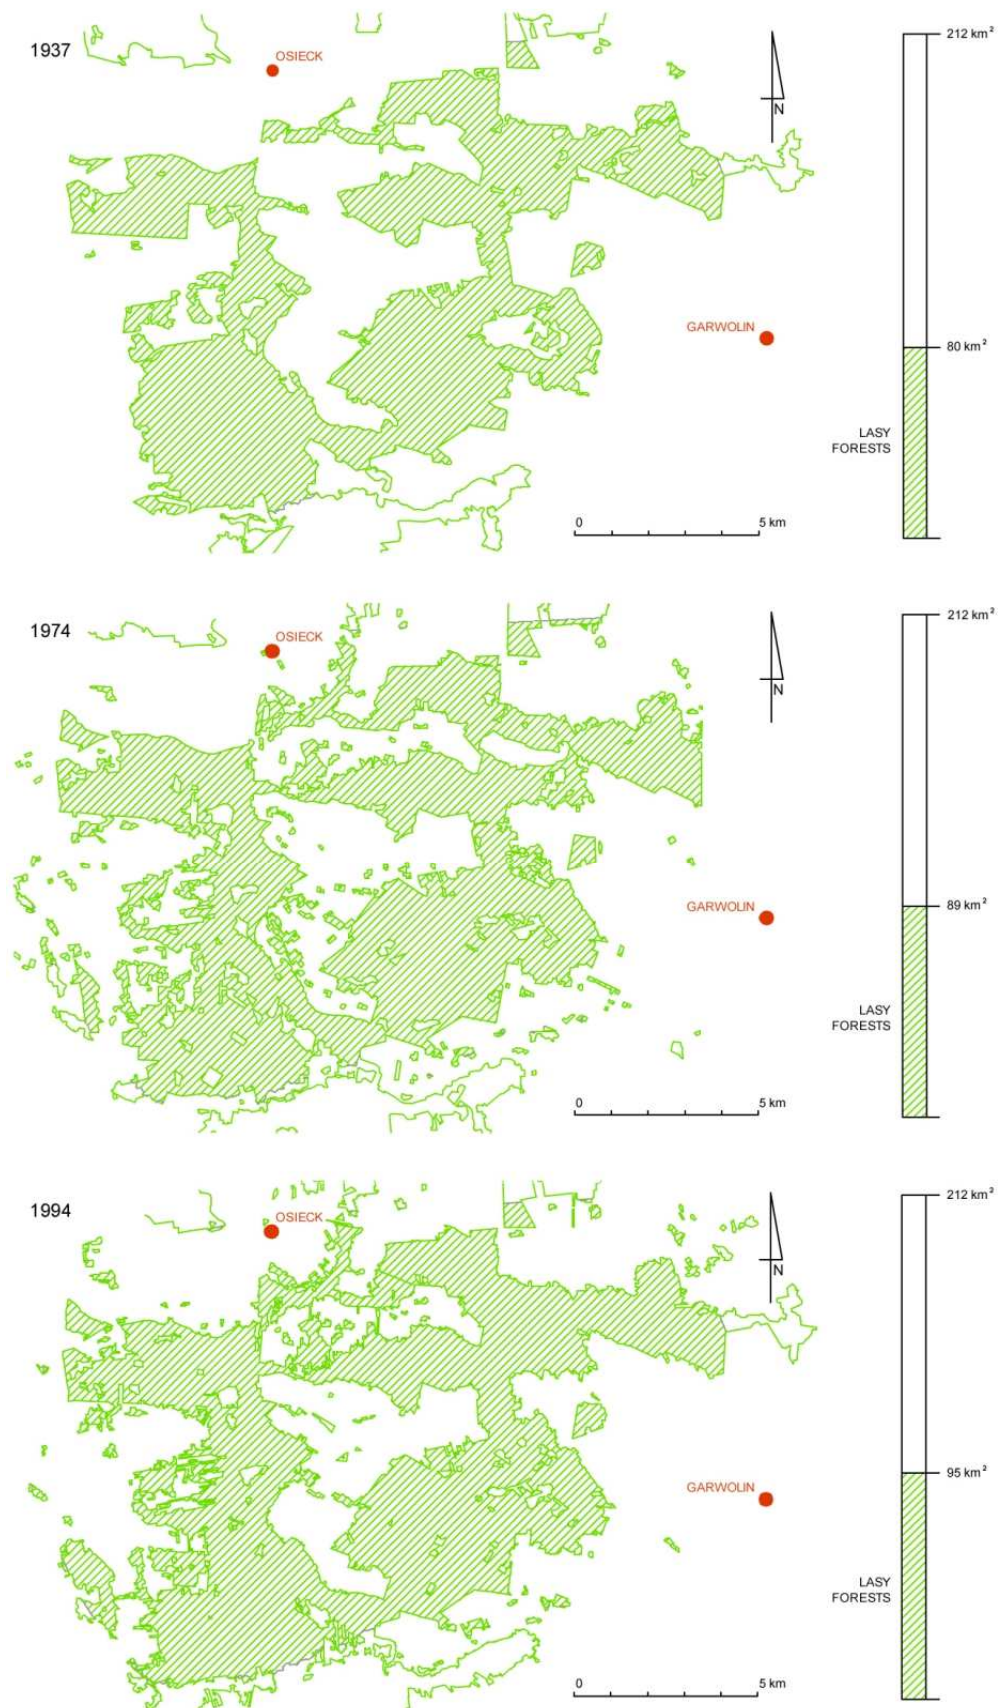 1937
OSIECK
N
GARWOLIN
0 5 km
212 km²
80 km²
LASY
FORESTS
1974
OSIECK
N
GARWOLIN
0 5 km
212 km²
89 km²
LASY
FORESTS
1994
OSIECK
N
GARWOLIN
0 5 km
212 km²
95 km²
LASY
FORESTS